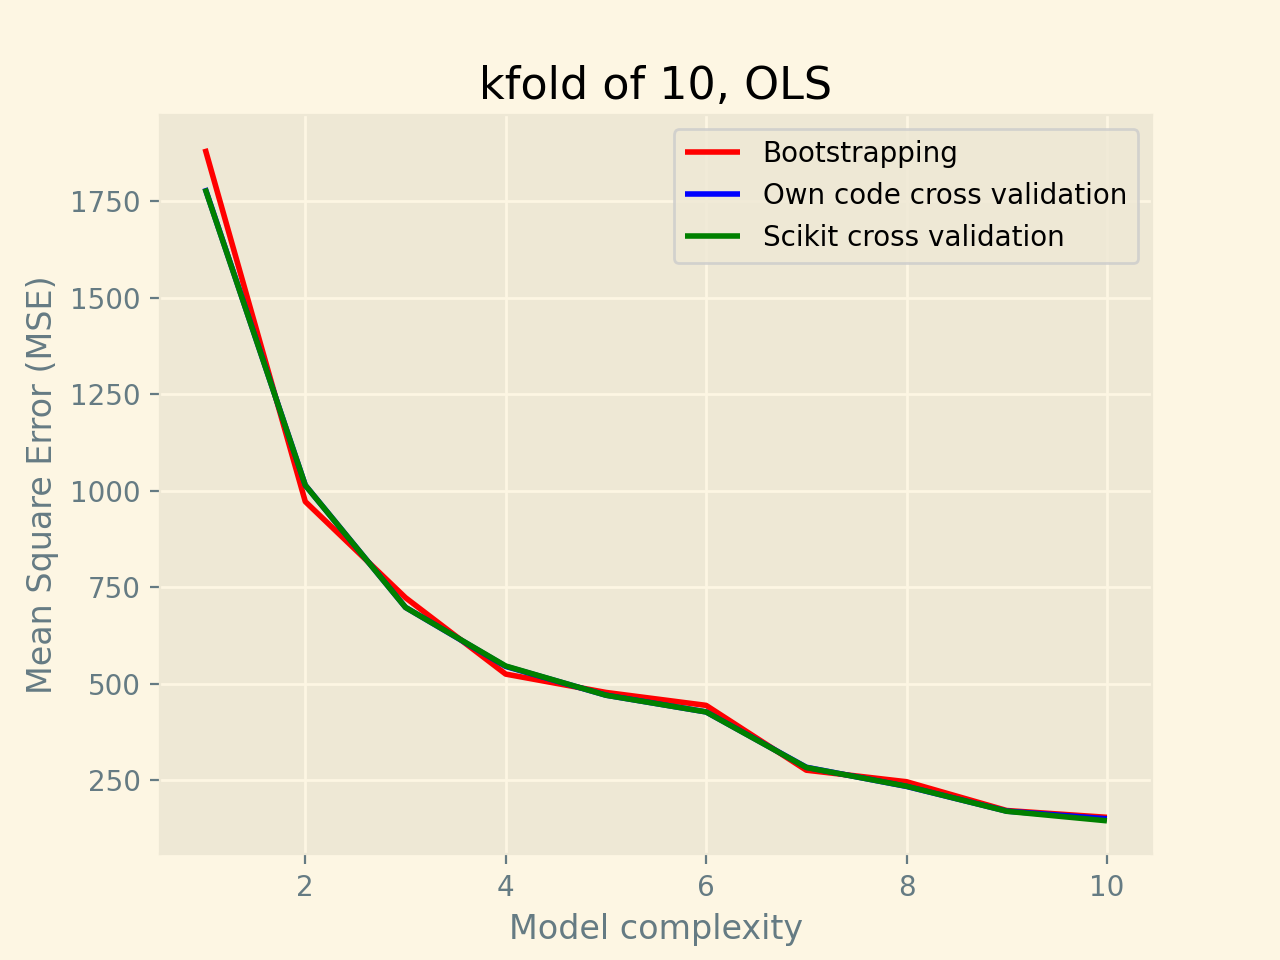 kfold of 10, OLS
Bootstrapping
Own code cross validation
Scikit cross validation
Mean Square Error (MSE)
1750
1500
1250
1000
750
500
250
2 4 6 8 10
Model complexity